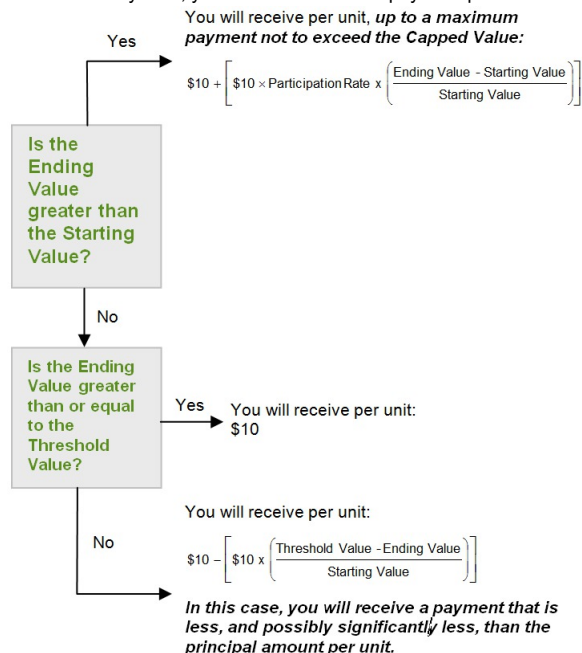 You will receive per unit, up to a maximum
payment not to exceed the Capped Value:
Yes
$10 + [ $10 × Participation Rate x ( Ending Value - Starting Value / Starting Value ) ]
Is the
Ending
Value
greater than
the Starting
Value?
No
Is the Ending
Value greater
than or equal
to the
Threshold
Value?
Yes
You will receive per unit:
$10
No
You will receive per unit:
$10 – [ $10 x ( Threshold Value - Ending Value / Starting Value ) ]
In this case, you will receive a payment that is
less, and possibly significantly less, than the
principal amount per unit.